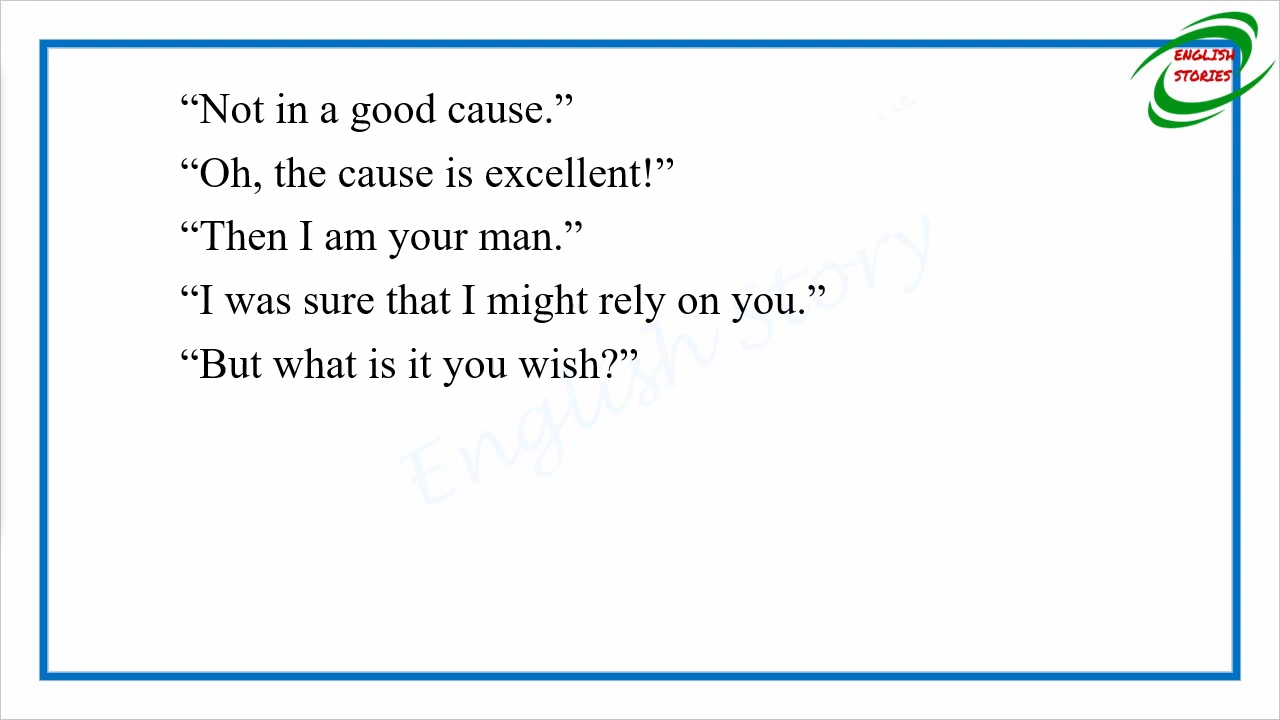 ENGLISH
STORIES
“Not in a good cause.”
“Oh, the cause is excellent!”
“Then I am your man.”
“I was sure that I might rely on you.”
“But what is it you wish?”
English Story